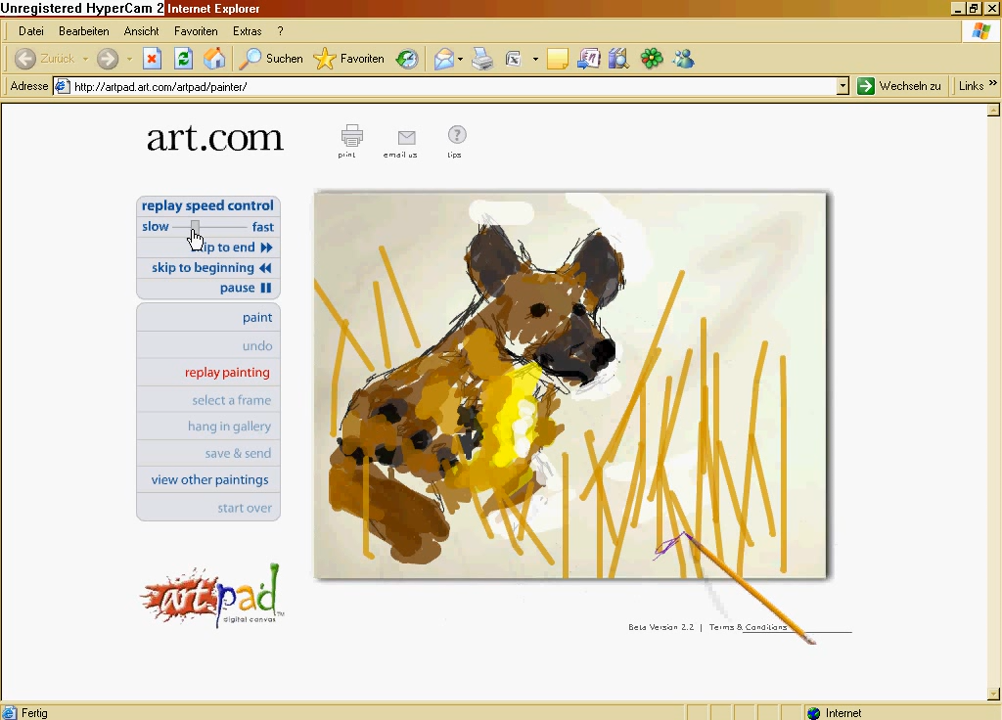 Unregistered HyperCam 2 Internet Explorer
Datei Bearbeiten Ansicht Favoriten Extras ?
Zurück Suchen Favoriten
Adresse http://artpad.art.com/artpad/painter/ Wechseln zu Links »
art.com
print email us tips
replay speed control
slow fast
skip to end
skip to beginning
pause
paint
undo
replay painting
select a frame
hang in gallery
save & send
view other paintings
start over
artpad
digital canvas TM
Beta Version 2.2 | Terms & Conditions
Fertig Internet